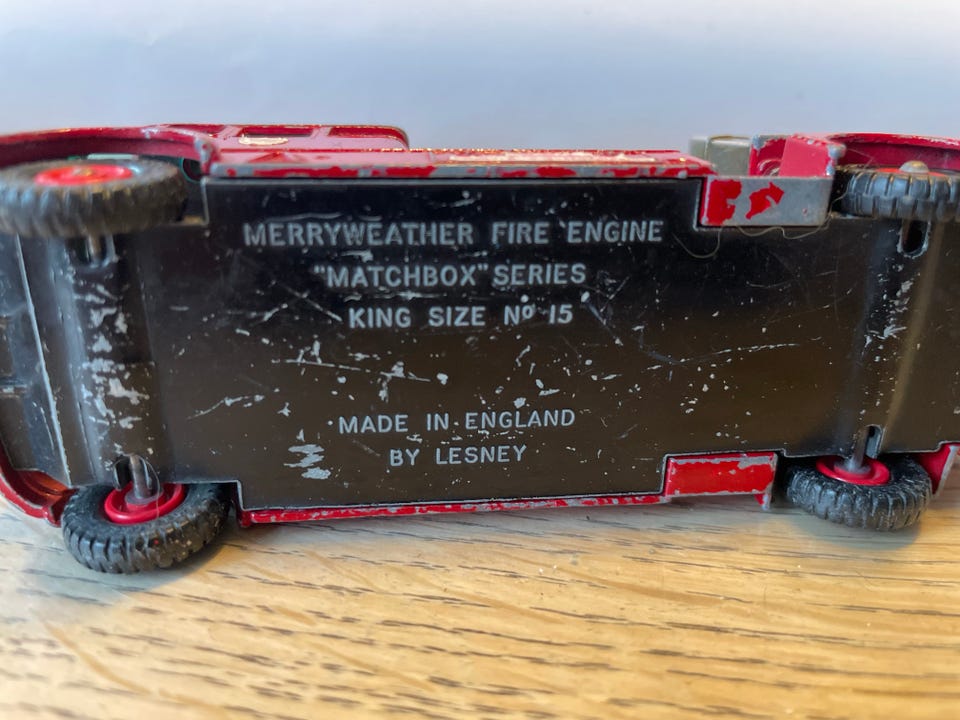 MERRYWEATHER FIRE ENGINE
"MATCHBOX" SERIES
KING SIZE Nº 15
MADE IN ENGLAND
BY LESNEY